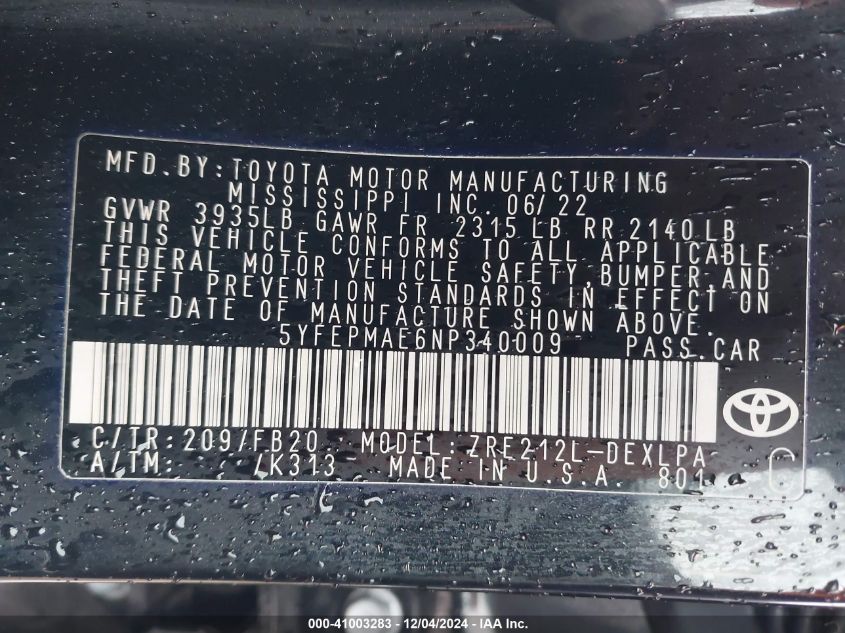 MFD.BY:TOYOTA MOTOR MANUFACTURING
MISSISSIPPI INC. 06/22
GVWR 3935LB GAWR FR 2315 LB RR 2140 LB
THIS VEHICLE CONFORMS TO ALL APPLICABLE
FEDERAL MOTOR VEHICLE SAFETY,BUMPER,AND
THEFT PREVENTION STANDARDS IN EFFECT ON
THE DATE OF MANUFACTURE SHOWN ABOVE.
5YFEPMAE6NP340009 PASS.CAR
C/TR:209/FB20 MODEL:ZRE212L-DEXLPA
A/TM: /K313 MADE IN U.S.A. 801 C
000-41003283 - 12/04/2024 - IAA Inc.